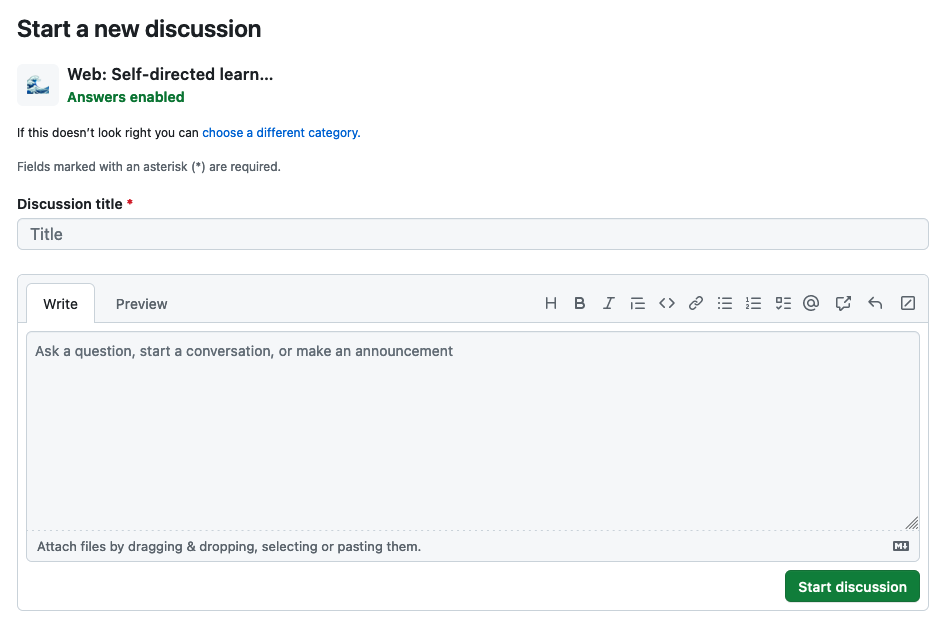 Start a new discussion
Web: Self-directed learn...
Answers enabled
If this doesn't look right you can choose a different category.
Fields marked with an asterisk (*) are required.
Discussion title *
Title
Write Preview H B I
Ask a question, start a conversation, or make an announcement
Attach files by dragging & dropping, selecting or pasting them.
Start discussion